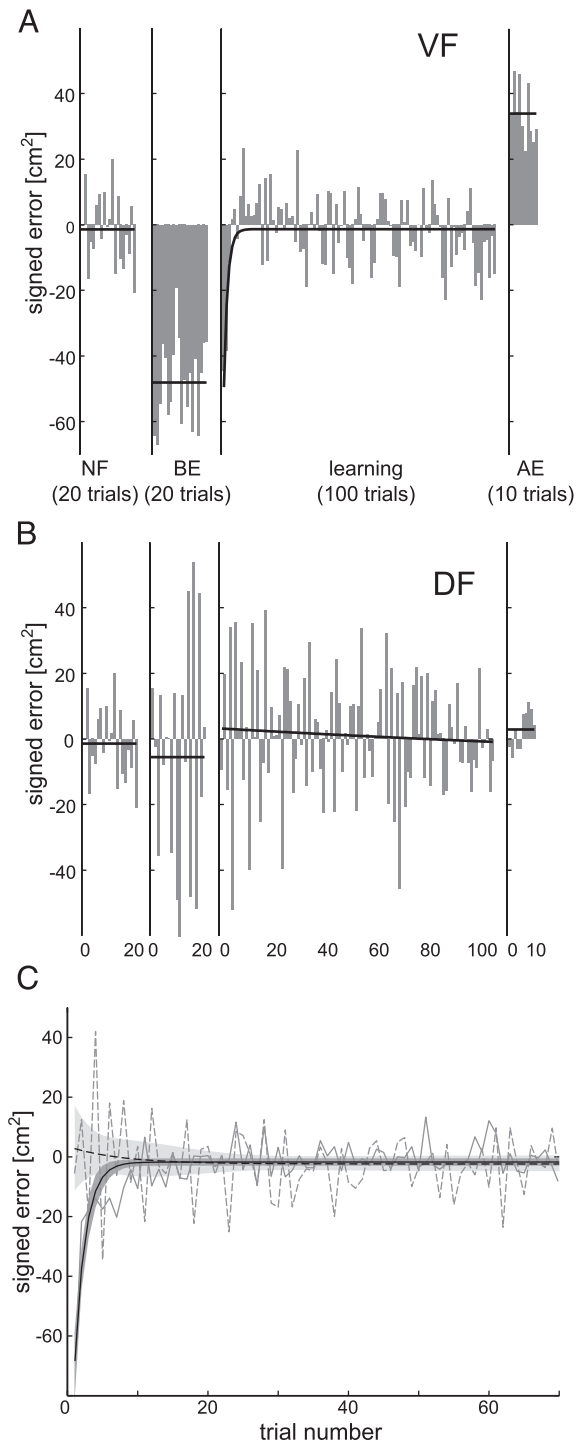 A
VF
signed error [cm²]
40
20
0
-20
-40
-60
NF BE learning AE
(20 trials) (20 trials) (100 trials) (10 trials)
B
DF
signed error [cm²]
40
20
0
-20
-40
0 20 0 20 0 20 40 60 80 100 0 10
C
signed error [cm²]
40
20
0
-20
-40
-60
0 20 40 60
trial number